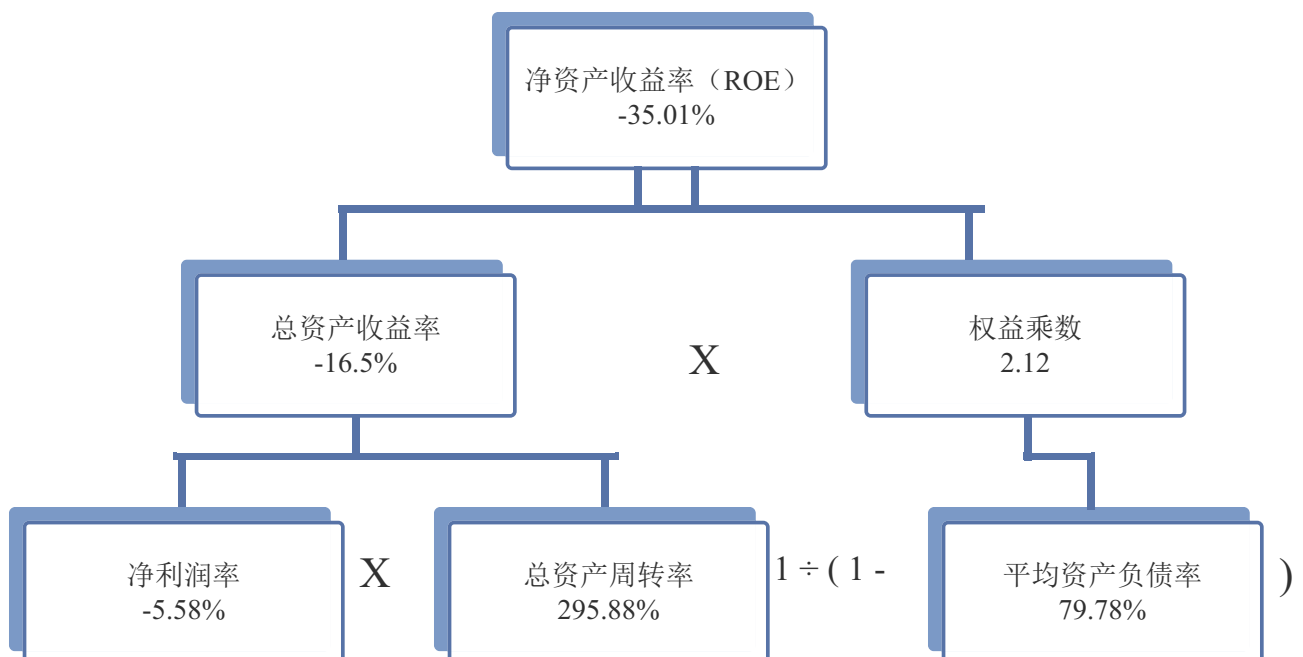 净资产收益率（ROE）
-35.01%
总资产收益率
-16.5%
X
权益乘数
2.12
净利润率
-5.58%
X
总资产周转率
295.88%
1 ÷ ( 1 -
平均资产负债率
79.78%
)